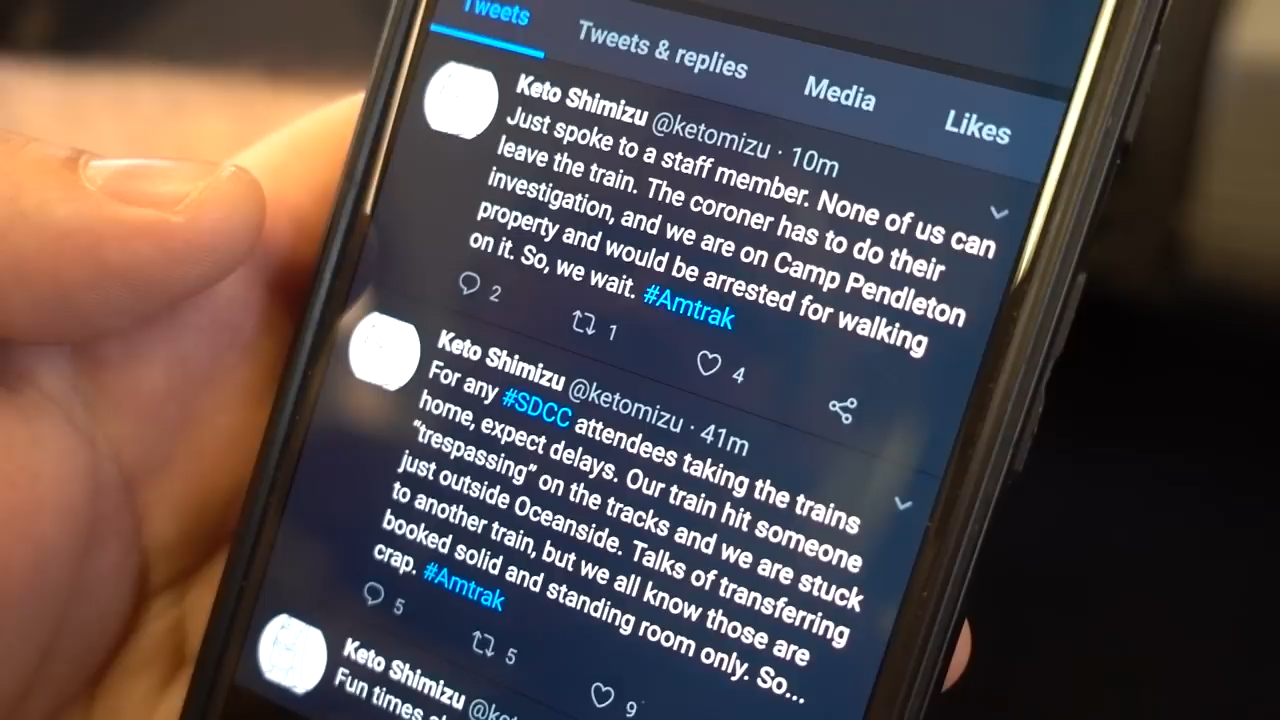 Tweets
Tweets & replies
Media
Likes
Keto Shimizu @ketomizu · 10m
Just spoke to a staff member. None of us can
leave the train. The coroner has to do their
investigation, and we are on Camp Pendleton
property and would be arrested for walking
on it. So, we wait. #Amtrak
2
1
4
Keto Shimizu @ketomizu · 41m
For any #SDCC attendees taking the trains
home, expect delays. Our train hit someone
“trespassing” on the tracks and we are stuck
just outside Oceanside. Talks of transferring
to another train, but we all know those are
booked solid and standing room only. So...
crap. #Amtrak
5
5
9
Keto Shimizu
Fun times